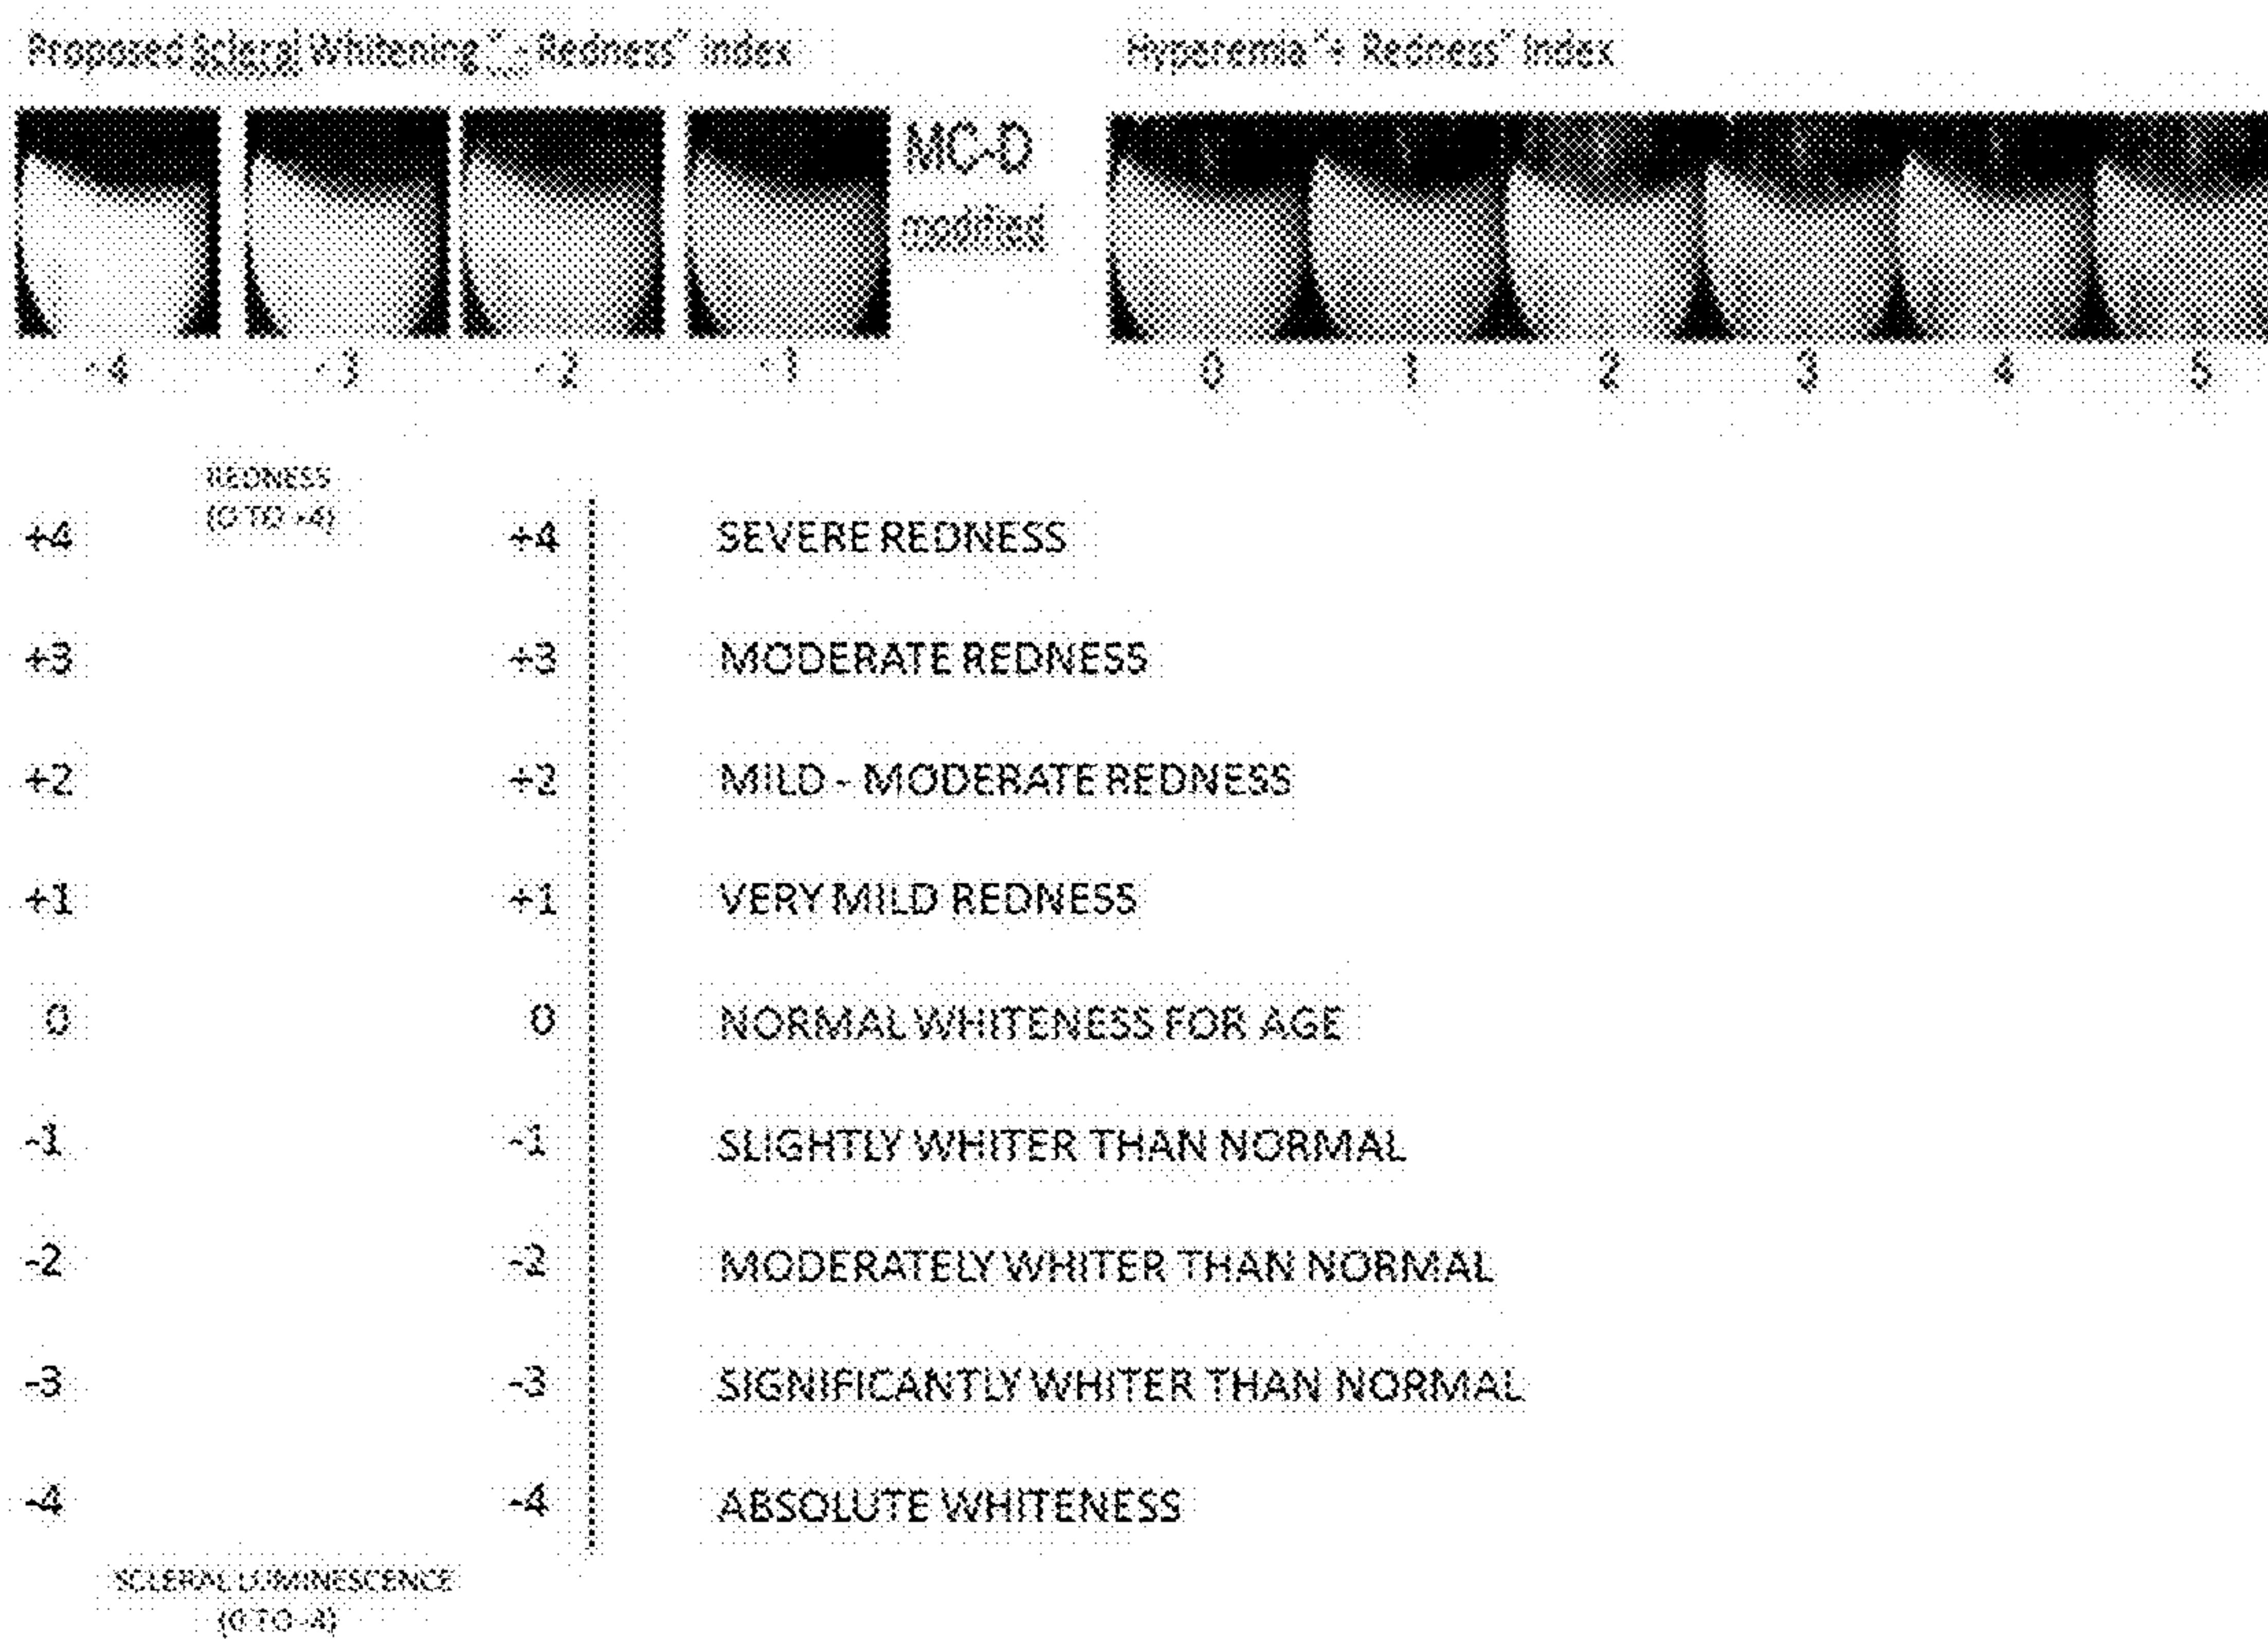 Proposed Scleral Whitening "- Redness" Index
Hyperemia "+ Redness" Index
MC-D
modified
-4 -3 -2 -1
0 1 2 3 4 5
REDNESS
(0 TO +4)
+4 +4 SEVERE REDNESS
+3 +3 MODERATE REDNESS
+2 +2 MILD - MODERATE REDNESS
+1 +1 VERY MILD REDNESS
0 0 NORMAL WHITENESS FOR AGE
-1 -1 SLIGHTLY WHITER THAN NORMAL
-2 -2 MODERATELY WHITER THAN NORMAL
-3 -3 SIGNIFICANTLY WHITER THAN NORMAL
-4 -4 ABSOLUTE WHITENESS
SCLERAL LUMINESCENCE
(0 TO -4)